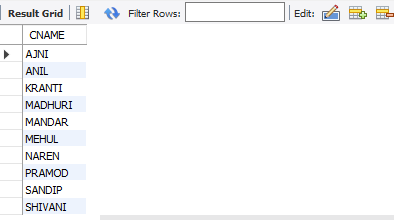 Result Grid Filter Rows: Edit:
CNAME
AJNI
ANIL
KRANTI
MADHURI
MANDAR
MEHUL
NAREN
PRAMOD
SANDIP
SHIVANI